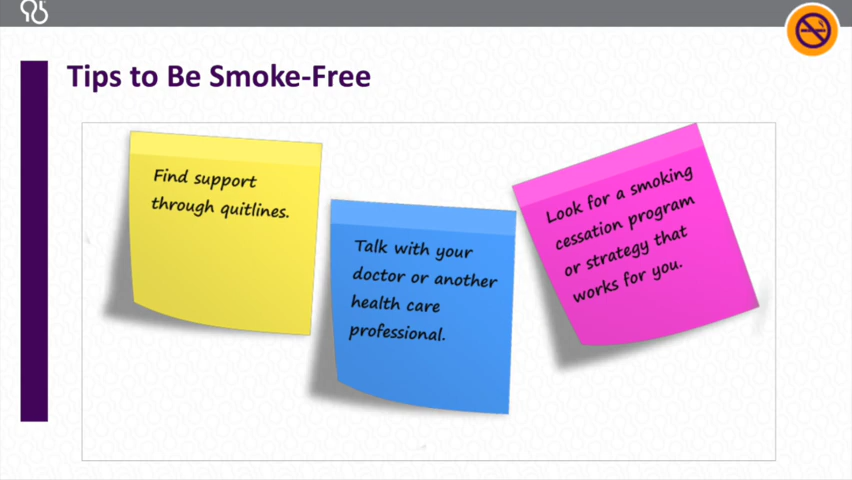 Tips to Be Smoke-Free
Find support
through quitlines.
Talk with your
doctor or another
health care
professional.
Look for a smoking
cessation program
or strategy that
works for you.